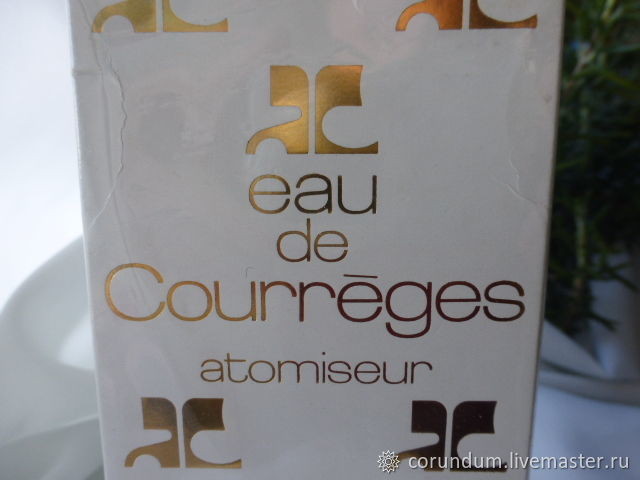 eau
de
Courrèges
atomiseur
corundum.livemaster.ru